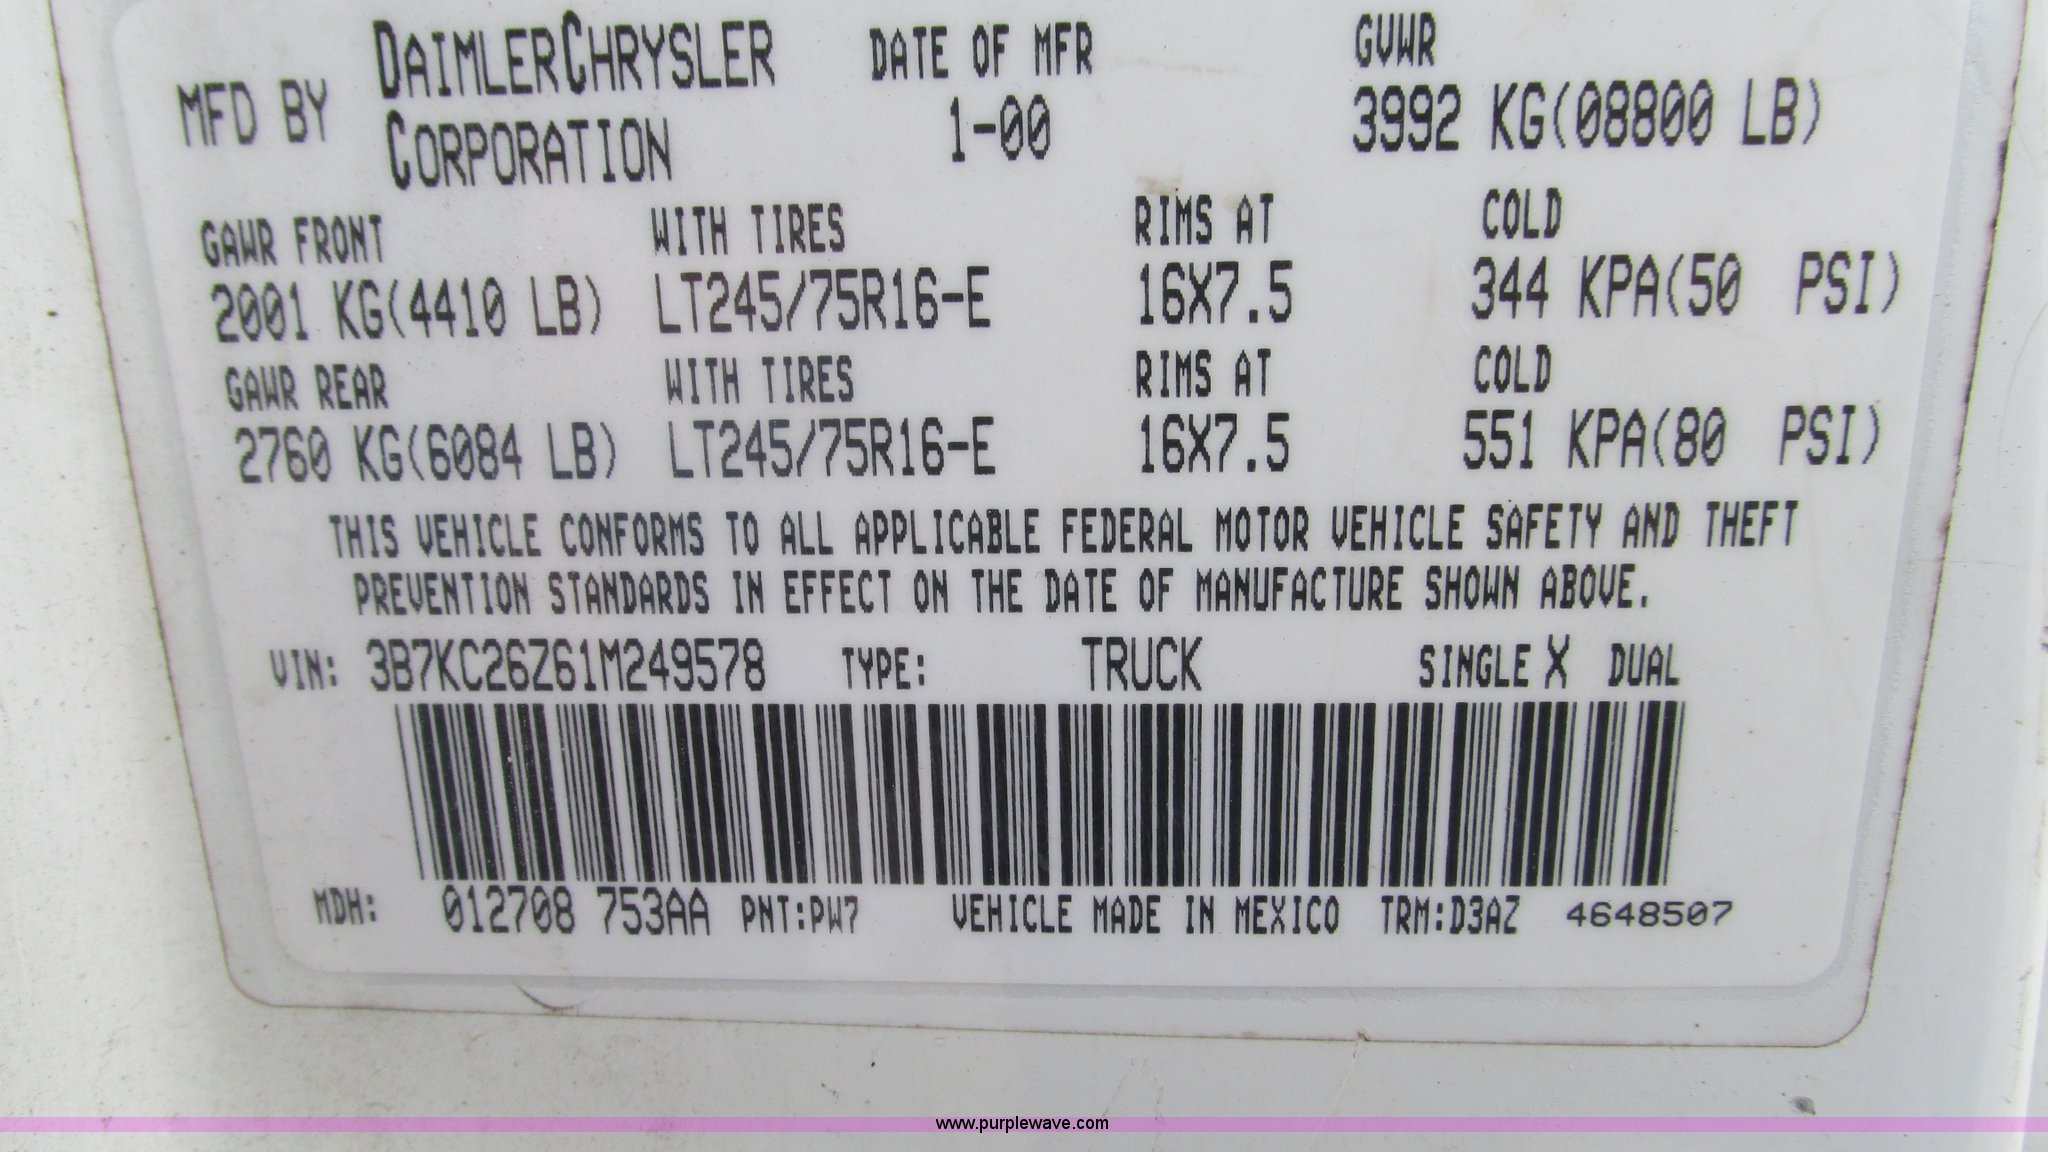 MFD BY DAIMLERCHRYSLER CORPORATION DATE OF MFR 1-00 GVWR 3992 KG(08800 LB)
GAWR FRONT WITH TIRES RIMS AT COLD
2001 KG(4410 LB) LT245/75R16-E 16X7.5 344 KPA(50 PSI)
GAWR REAR WITH TIRES RIMS AT COLD
2760 KG(6084 LB) LT245/75R16-E 16X7.5 551 KPA(80 PSI)
THIS VEHICLE CONFORMS TO ALL APPLICABLE FEDERAL MOTOR VEHICLE SAFETY AND THEFT
PREVENTION STANDARDS IN EFFECT ON THE DATE OF MANUFACTURE SHOWN ABOVE.
VIN: 3B7KC26Z61M249578 TYPE: TRUCK SINGLE X DUAL
MDH: 012708 753AA PNT:PW7 VEHICLE MADE IN MEXICO TRM:D3AZ 4648507
www.purplewave.com